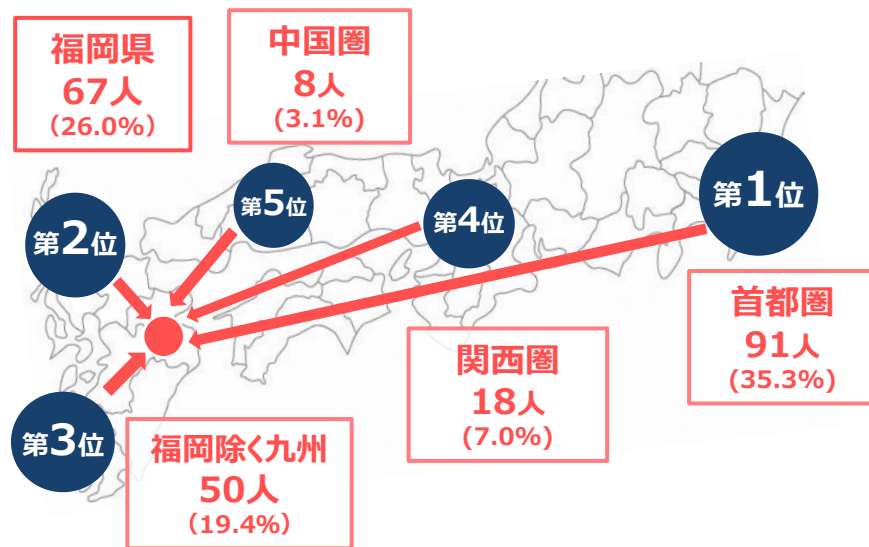 福岡県
67人
（26.0%）
中国圏
8人
(3.1%)
第5位
第1位
第4位
第2位
首都圏
91人
(35.3%)
関西圏
18人
(7.0%)
第3位
福岡除く九州
50人
（19.4%）